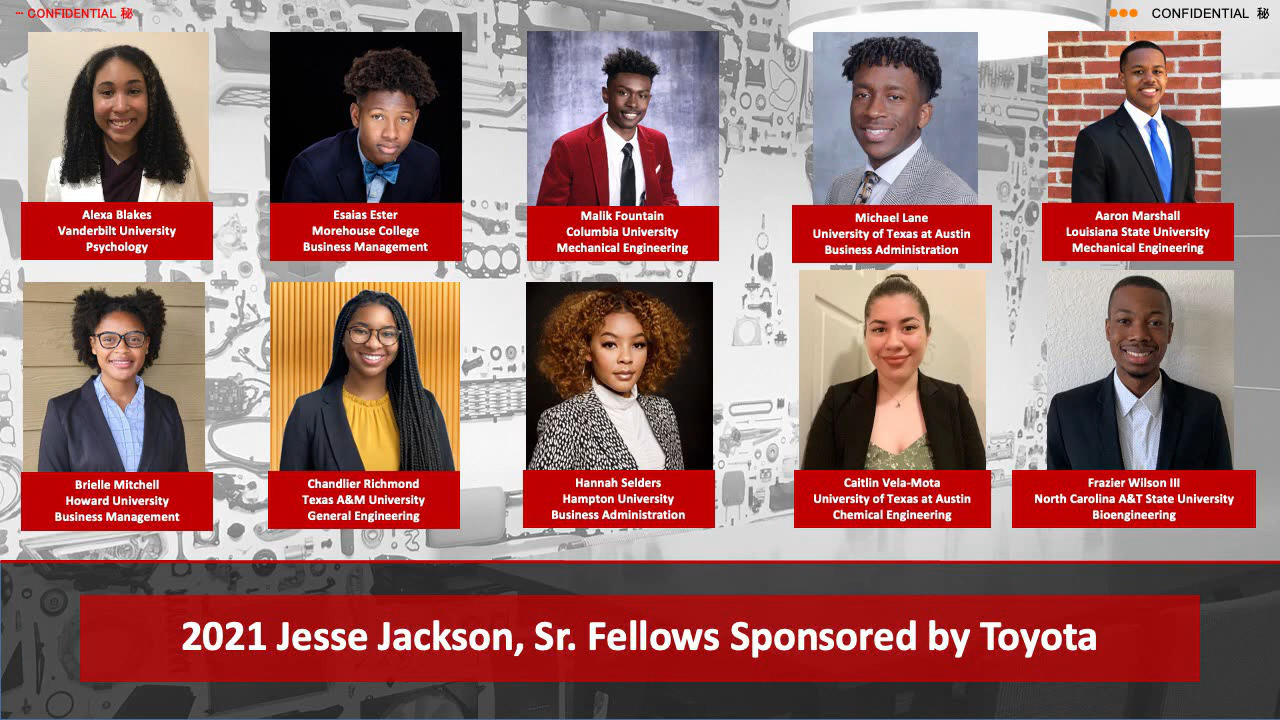 ··· CONFIDENTIAL 秘
CONFIDENTIAL 秘
Alexa Blakes
Vanderbilt University
Psychology
Esaias Ester
Morehouse College
Business Management
Malik Fountain
Columbia University
Mechanical Engineering
Michael Lane
University of Texas at Austin
Business Administration
Aaron Marshall
Louisiana State University
Mechanical Engineering
Brielle Mitchell
Howard University
Business Management
Chandlier Richmond
Texas A&M University
General Engineering
Hannah Selders
Hampton University
Business Administration
Caitlin Vela-Mota
University of Texas at Austin
Chemical Engineering
Frazier Wilson III
North Carolina A&T State University
Bioengineering
2021 Jesse Jackson, Sr. Fellows Sponsored by Toyota